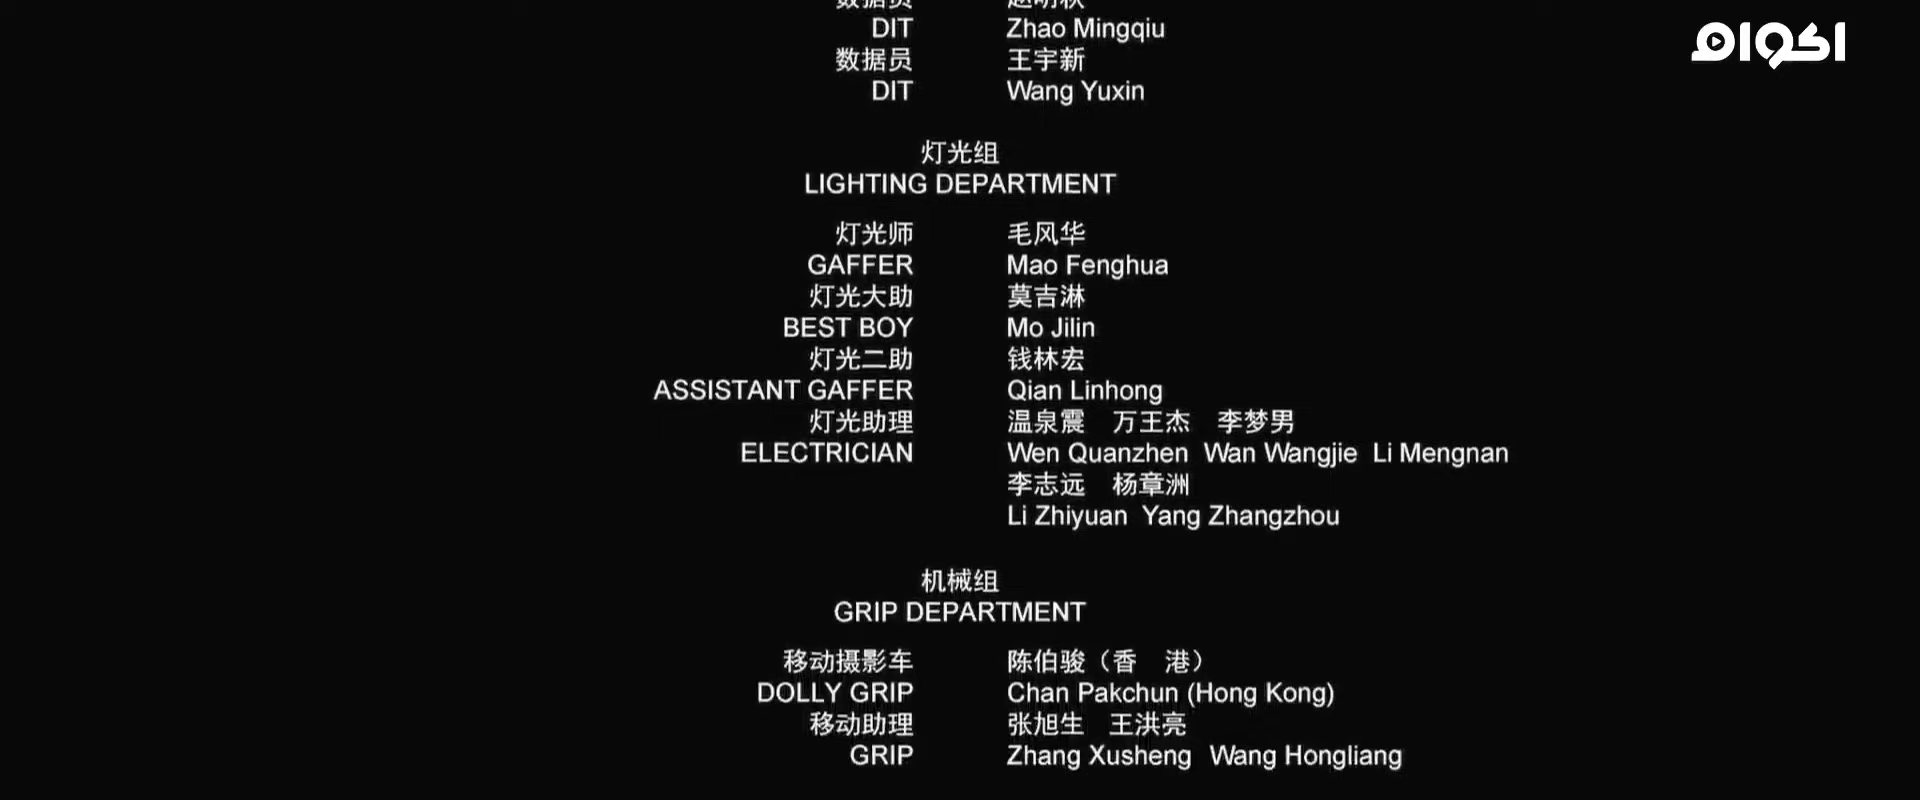 اكوام
DIT Zhao Mingqiu
数据员 王宇新
DIT Wang Yuxin
灯光组
LIGHTING DEPARTMENT
灯光师 毛风华
GAFFER Mao Fenghua
灯光大助 莫吉淋
BEST BOY Mo Jilin
灯光二助 钱林宏
ASSISTANT GAFFER Qian Linhong
灯光助理 温泉震 万王杰 李梦男
ELECTRICIAN Wen Quanzhen Wan Wangjie Li Mengnan
李志远 杨章洲
Li Zhiyuan Yang Zhangzhou
机械组
GRIP DEPARTMENT
移动摄影车 陈伯骏（香 港）
DOLLY GRIP Chan Pakchun (Hong Kong)
移动助理 张旭生 王洪亮
GRIP Zhang Xusheng Wang Hongliang